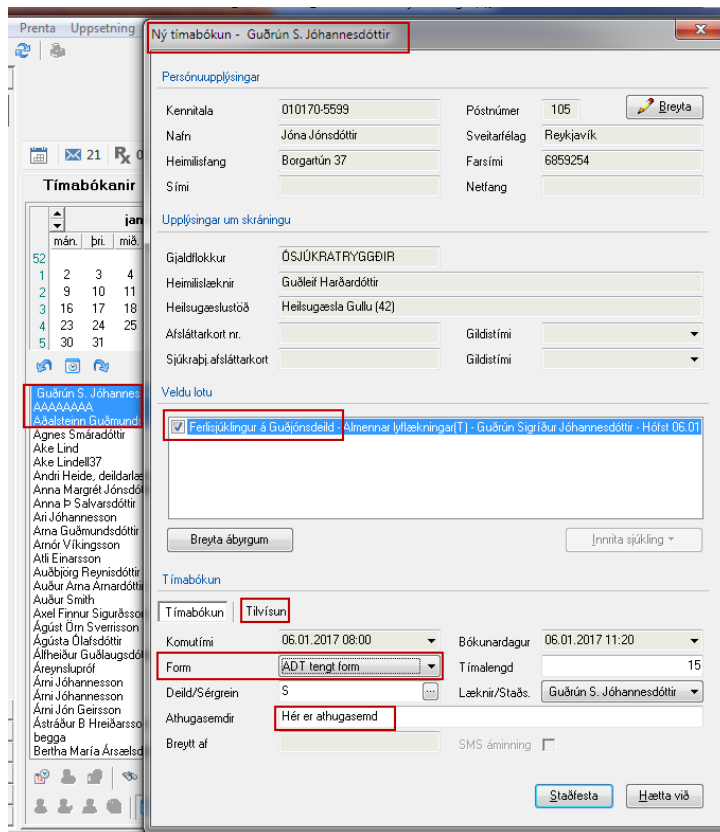 Prenta Uppsetning
Ný tímabókun - Guðrún S. Jóhannesdóttir
Persónuupplýsingar
Kennitala 010170-5599 Póstnúmer 105 Breyta
Nafn Jóna Jónsdóttir Sveitarfélag Reykjavík
Heimilisfang Borgartún 37 Farsími 6859254
Sími Netfang
Upplýsingar um skráningu
Gjaldflokkur ÓSJÚKRATRYGGÐIR
Heimilislæknir Guðleif Harðardóttir
Heilsugæslustöð Heilsugæsla Gullu (42)
Afsláttarkort nr. Gildistími
Sjúkraþj.afsláttarkort Gildistími
Veldu lotu
Ferlisjúklingur á Guðjónsdeild - Almennar lyflækningar(T) - Guðrún Sigríður Jóhannesdóttir - Hófst 06.01
Breyta ábyrgum Innrita sjúkling
Tímabókun
Tímabókun Tilvísun
Komutími 06.01.2017 08:00 Bókunardagur 06.01.2017 11:20
Form ADT tengt form Tímalengd 15
Deild/Sérgrein S ... Læknir/Staðs. Guðrún S. Jóhannesdóttir
Athugasemdir Hér er athugasemd
Breytt af SMS áminning
Staðfesta Hætta við
21 Rx 0
Tímabókanir
jan
mán. þri. mið.
52
1 2 3 4
2 9 10 11
3 16 17 18
4 23 24 25
5 30 31
Guðrún S. Jóhannes
AAAAAAA
Aðalsteinn Guðmund
Agnes Smáradóttir
Ake Lind
Ake Lindell37
Andri Heide, deildarlæ
Anna Margrét Jónsdót
Anna Þ Salvarsdóttir
Ari Jóhannesson
Arna Guðmundsdóttir
Arnór Víkingsson
Atli Einarsson
Auðbjörg Reynisdóttir
Auður Arna Arnardótti
Auður Smith
Axel Finnur Sigurðsso
Ágúst Örn Sverrisson
Ágústa Ólafsdóttir
Álfheiður Guðlaugsdó
Áreynslupróf
Árni Jóhannesson
Árni Jóhannesson
Árni Jón Geirsson
Ástráður B Hreiðarsso
begga
Bertha María Ársælsd